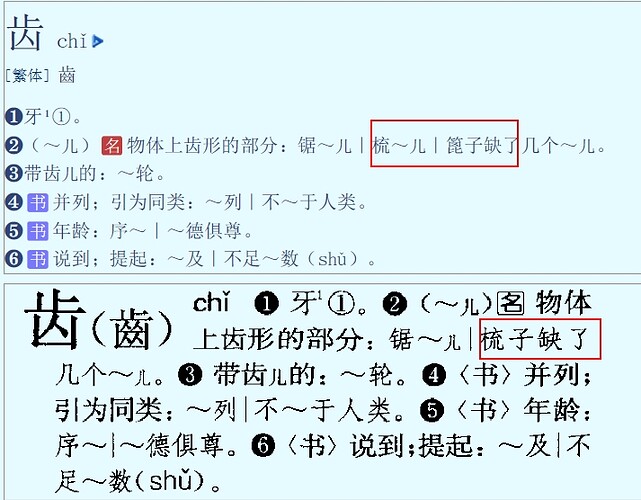 齿 chǐ
[繁体] 齒
❶牙¹①。
❷（～儿）名 物体上齿形的部分：锯～儿｜梳～儿｜篦子缺了几个～儿。
❸带齿儿的：～轮。
❹书 并列；引为同类：～列｜不～于人类。
❺书 年龄：序～｜～德俱尊。
❻书 说到；提起：～及｜不足～数（shǔ）。
齿(齒) chǐ ❶ 牙¹①。❷（～儿）名 物体
上齿形的部分：锯～儿|梳子缺了
几个～儿。❸ 带齿儿的：～轮。❹〈书〉并列；
引为同类：～列|不～于人类。❺〈书〉年龄：
序～|～德俱尊。❻〈书〉说到；提起：～及|不
足～数(shǔ)。